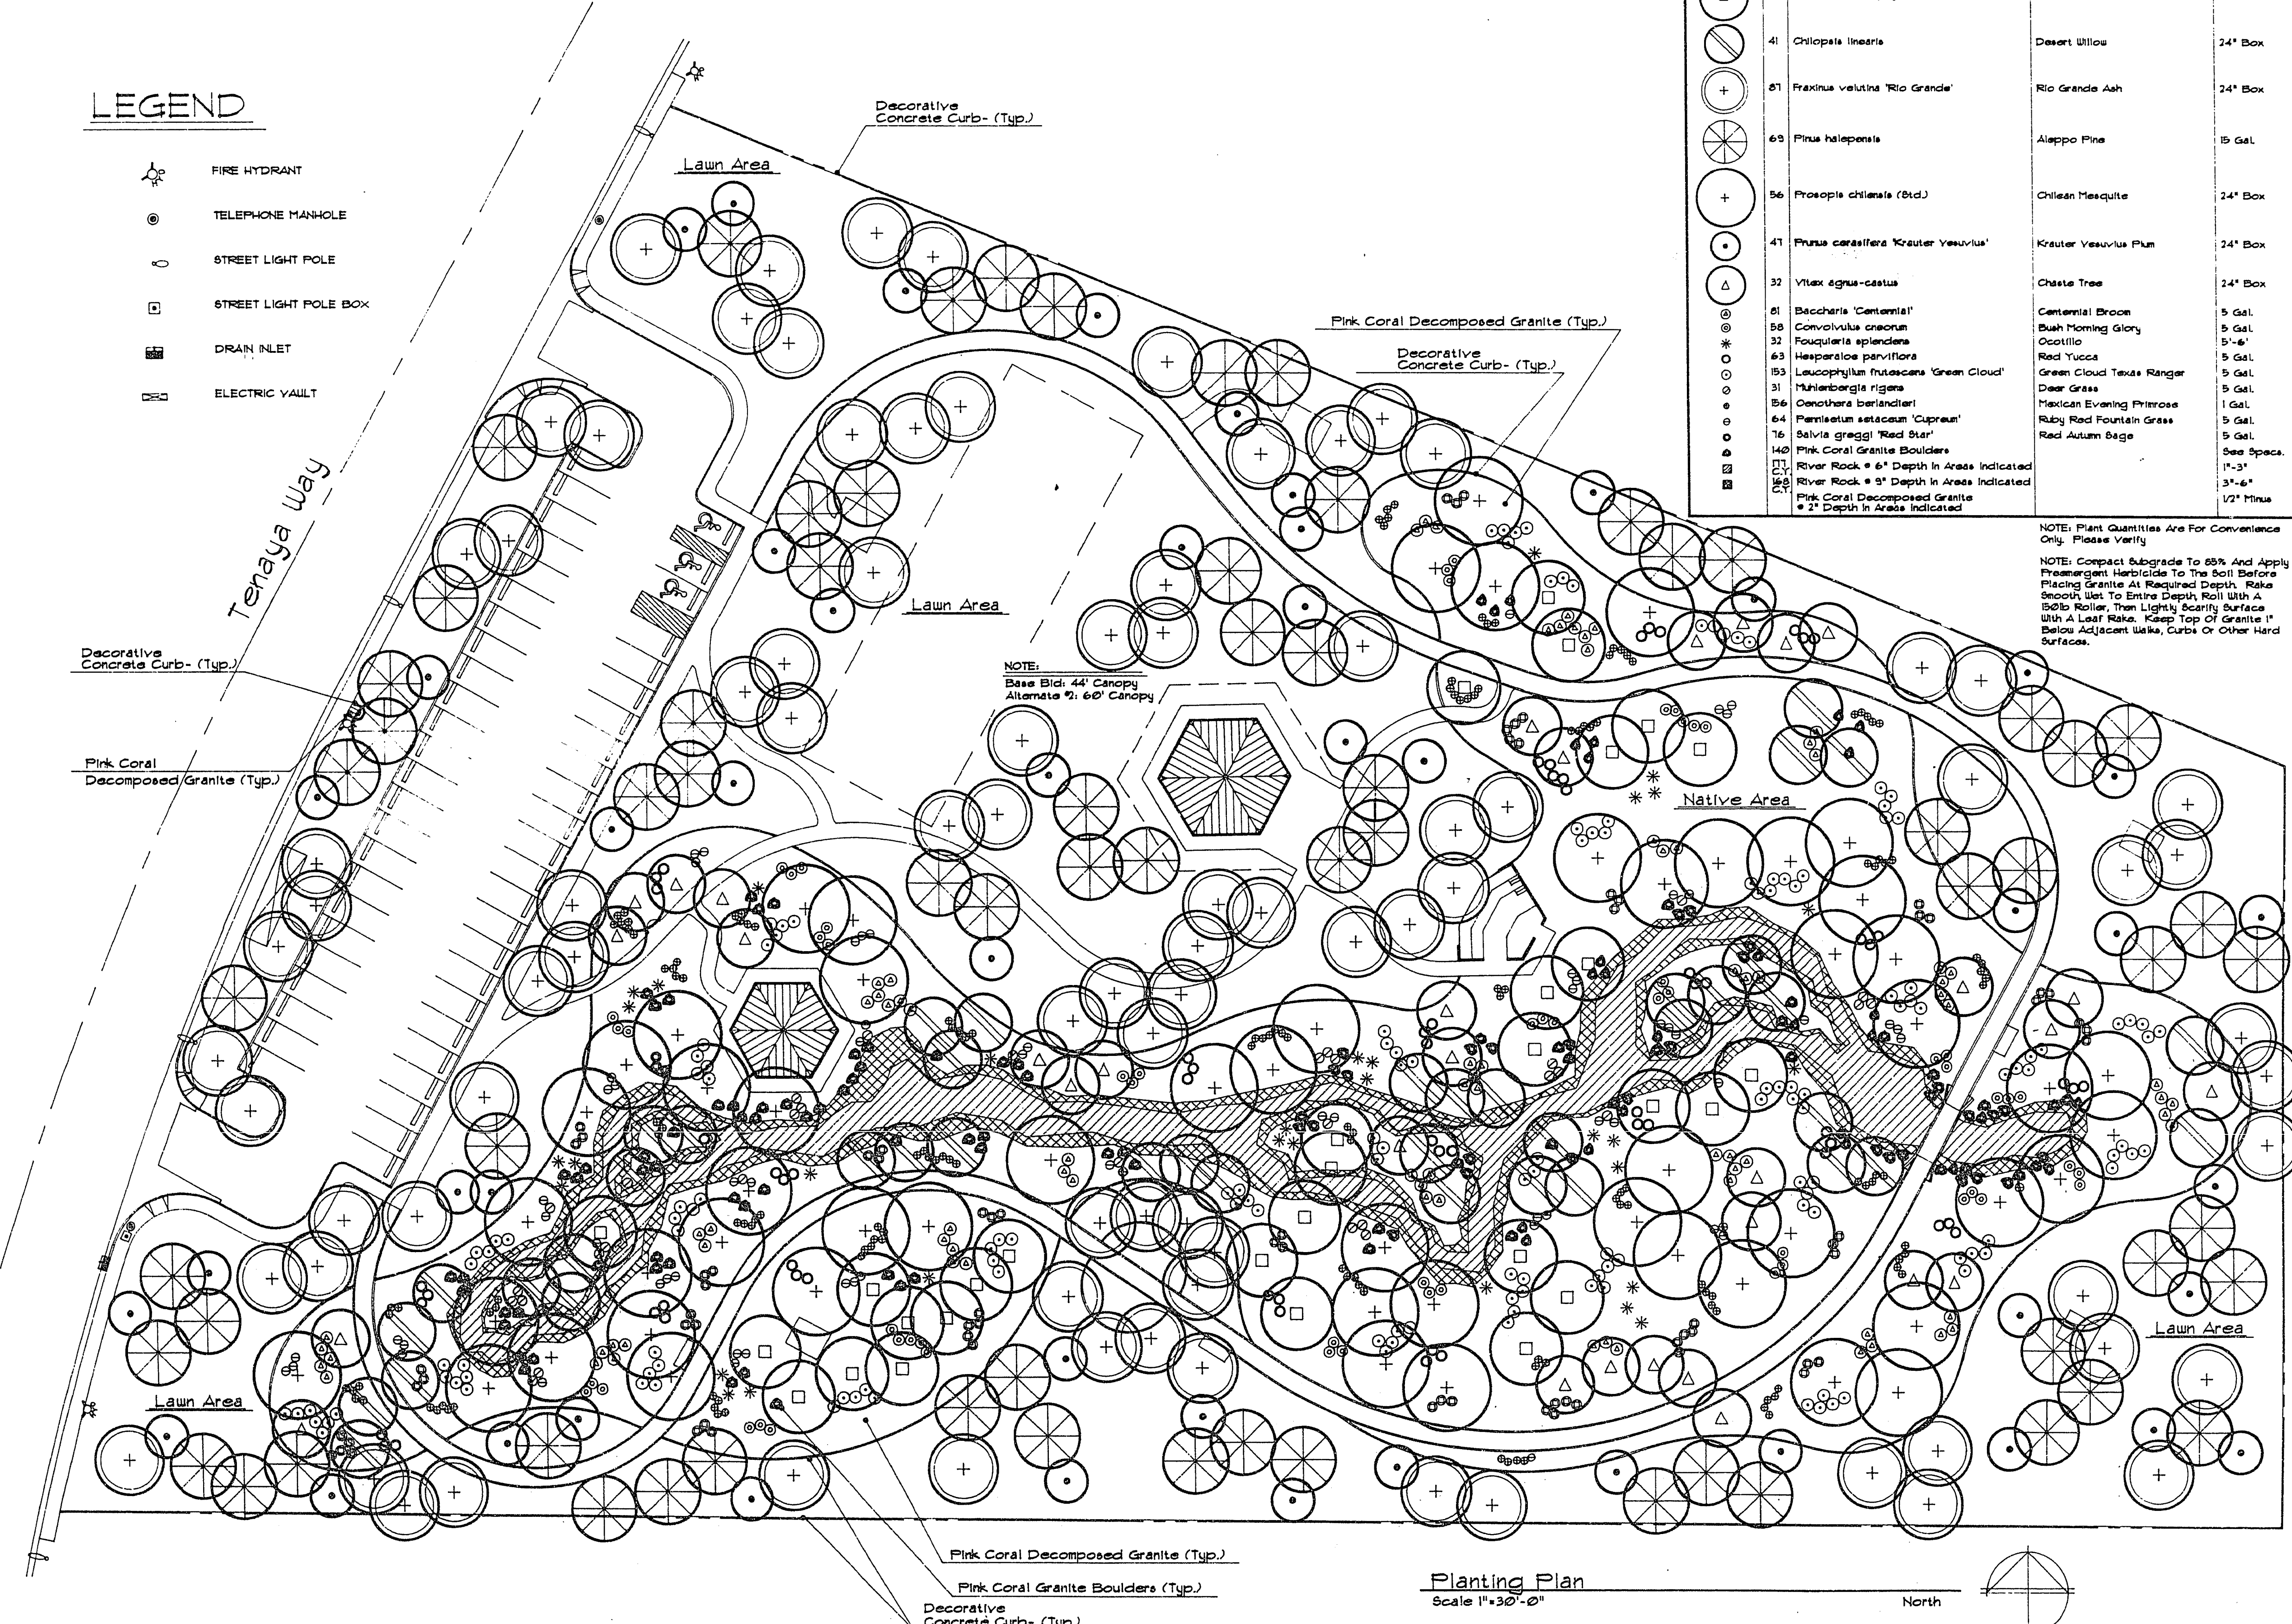 LEGEND
FIRE HYDRANT
TELEPHONE MANHOLE
STREET LIGHT POLE
STREET LIGHT POLE BOX
DRAIN INLET
ELECTRIC VAULT
Tenaya Way
Decorative
Concrete Curb- (Typ.)
Lawn Area
Pink Coral Decomposed Granite (Typ.)
Decorative
Concrete Curb- (Typ.)
Lawn Area
NOTE:
Base Bid: 44' Canopy
Alternate #2: 60' Canopy
Decorative
Concrete Curb- (Typ.)
Pink Coral
Decomposed Granite (Typ.)
Native Area
Lawn Area
Lawn Area
41 Chilopsis linearis Desert Willow 24" Box
87 Fraxinus velutina 'Rio Grande' Rio Grande Ash 24" Box
69 Pinus halepensis Aleppo Pine 15 Gal.
56 Prosopis chilensis (Std.) Chilean Mesquite 24" Box
47 Prunus cerasifera 'Krauter Vesuvius' Krauter Vesuvius Plum 24" Box
32 Vitex agnus-castus Chaste Tree 24" Box
81 Baccharis 'Centennial' Centennial Broom 5 Gal.
58 Convolvulus cneorum Bush Morning Glory 5 Gal.
32 Fouquieria splendens Ocotillo 5'-6'
63 Hesperaloe parviflora Red Yucca 5 Gal.
153 Leucophyllum frutescens 'Green Cloud' Green Cloud Texas Ranger 5 Gal.
31 Muhlenbergia rigens Deer Grass 5 Gal.
156 Oenothera berlandieri Mexican Evening Primrose 1 Gal.
64 Pennisetum setaceum 'Cupreum' Ruby Red Fountain Grass 5 Gal.
76 Salvia greggi 'Red Star' Red Autumn Sage 5 Gal.
140 Pink Coral Granite Boulders See Specs.
177 C.Y. River Rock @ 6" Depth In Areas Indicated 1"-3"
168 C.Y. River Rock @ 9" Depth In Areas Indicated 3"-6"
Pink Coral Decomposed Granite 1/2" Minus
@ 2" Depth In Areas Indicated
NOTE: Plant Quantities Are For Convenience
Only. Please Verify
NOTE: Compact Subgrade To 85% And Apply
Preemergent Herbicide To The Soil Before
Placing Granite At Required Depth. Rake
Smooth, Wet To Entire Depth, Roll With A
150lb Roller, Then Lightly Scarify Surface
With A Leaf Rake. Keep Top Of Granite 1"
Below Adjacent Walks, Curbs Or Other Hard
Surfaces.
Pink Coral Decomposed Granite (Typ.)
Pink Coral Granite Boulders (Typ.)
Decorative
Concrete Curb- (Typ.)
Planting Plan
Scale 1"=30'-0"
North